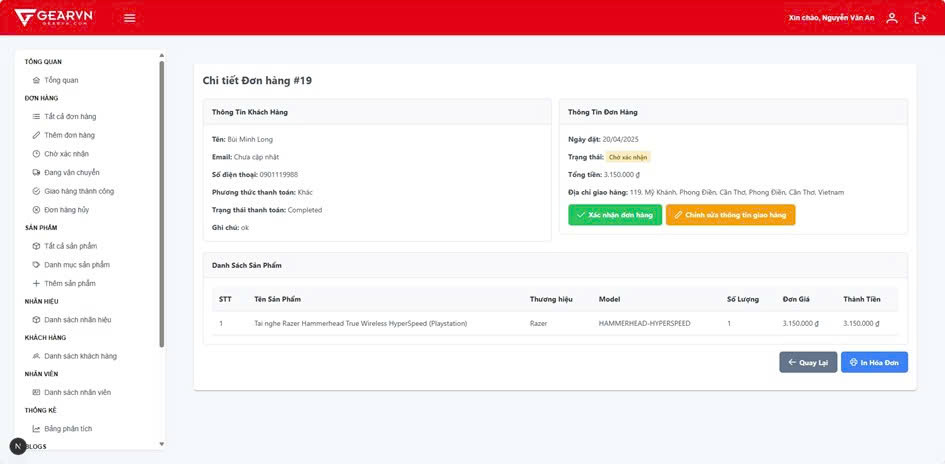 GEARVN
GEARVN.COM
Xin chào, Nguyễn Văn An
TỔNG QUAN
Tổng quan
ĐƠN HÀNG
Tất cả đơn hàng
Thêm đơn hàng
Chờ xác nhận
Đang vận chuyển
Giao hàng thành công
Đơn hàng hủy
SẢN PHẨM
Tất cả sản phẩm
Danh mục sản phẩm
Thêm sản phẩm
NHÃN HIỆU
Danh sách nhãn hiệu
KHÁCH HÀNG
Danh sách khách hàng
NHÂN VIÊN
Danh sách nhân viên
THỐNG KÊ
Bảng phân tích
BLOGS
N
Chi tiết Đơn hàng #19
Thông Tin Khách Hàng
Tên: Bùi Minh Long
Email: Chưa cập nhật
Số điện thoại: 0901119988
Phương thức thanh toán: Khác
Trạng thái thanh toán: Completed
Ghi chú: ok
Thông Tin Đơn Hàng
Ngày đặt: 20/04/2025
Trạng thái: Chờ xác nhận
Tổng tiền: 3.150.000 ₫
Địa chỉ giao hàng: 119, Mỹ Khánh, Phong Điền, Cần Thơ, Phong Điền, Cần Thơ, Vietnam
Xác nhận đơn hàng
Chỉnh sửa thông tin giao hàng
Danh Sách Sản Phẩm
STT Tên Sản Phẩm Thương hiệu Model Số Lượng Đơn Giá Thành Tiền
1 Tai nghe Razer Hammerhead True Wireless HyperSpeed (Playstation) Razer HAMMERHEAD-HYPERSPEED 1 3.150.000 ₫ 3.150.000 ₫
Quay Lại
In Hóa Đơn